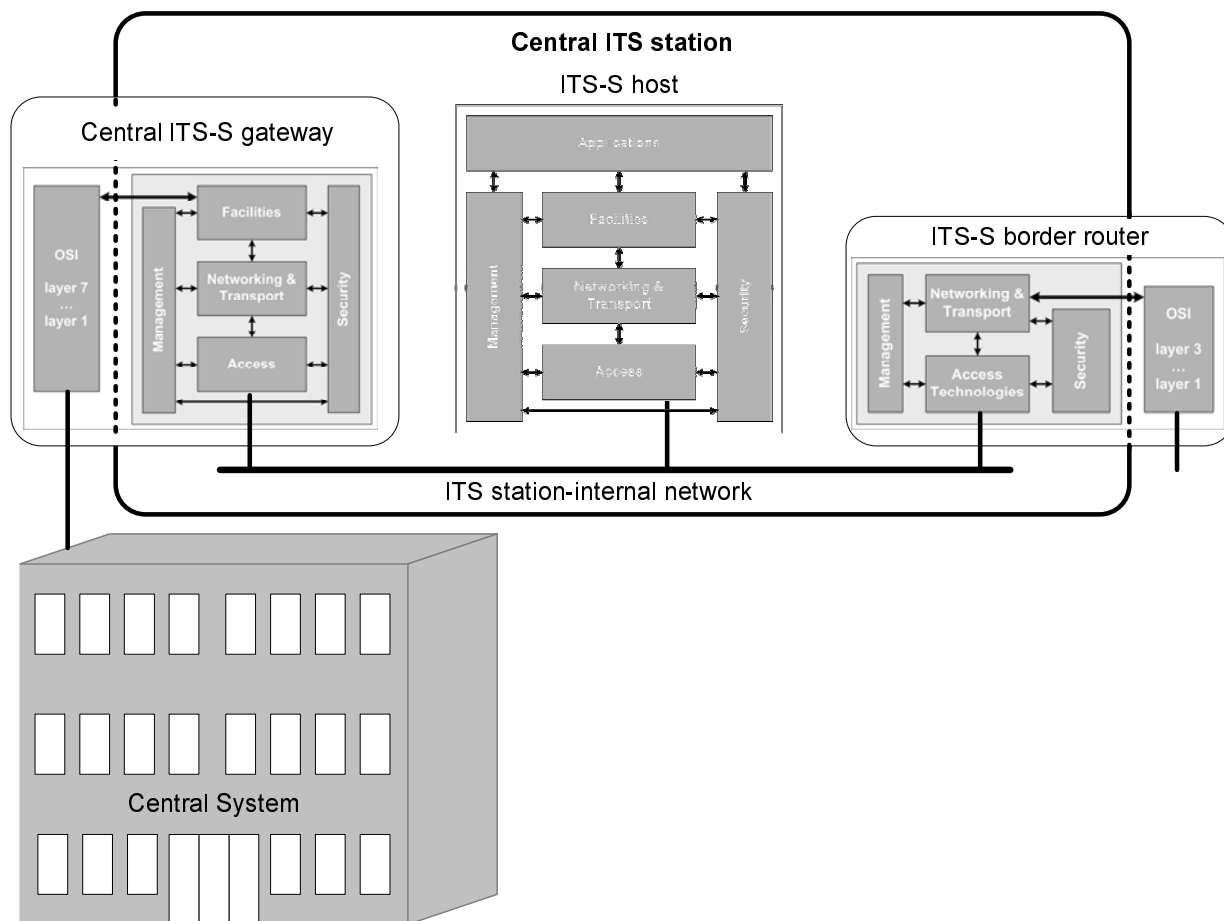 Central ITS station
ITS-S host
Central ITS-S gateway
OSI
layer 7
...
layer 1
Management
Facilities
Networking &
Transport
Access
Security
Applications
Management
Facilities
Networking &
Transport
Access
Security
ITS-S border router
Management
Networking &
Transport
Access
Technologies
Security
OSI
layer 3
...
layer 1
ITS station-internal network
Central System